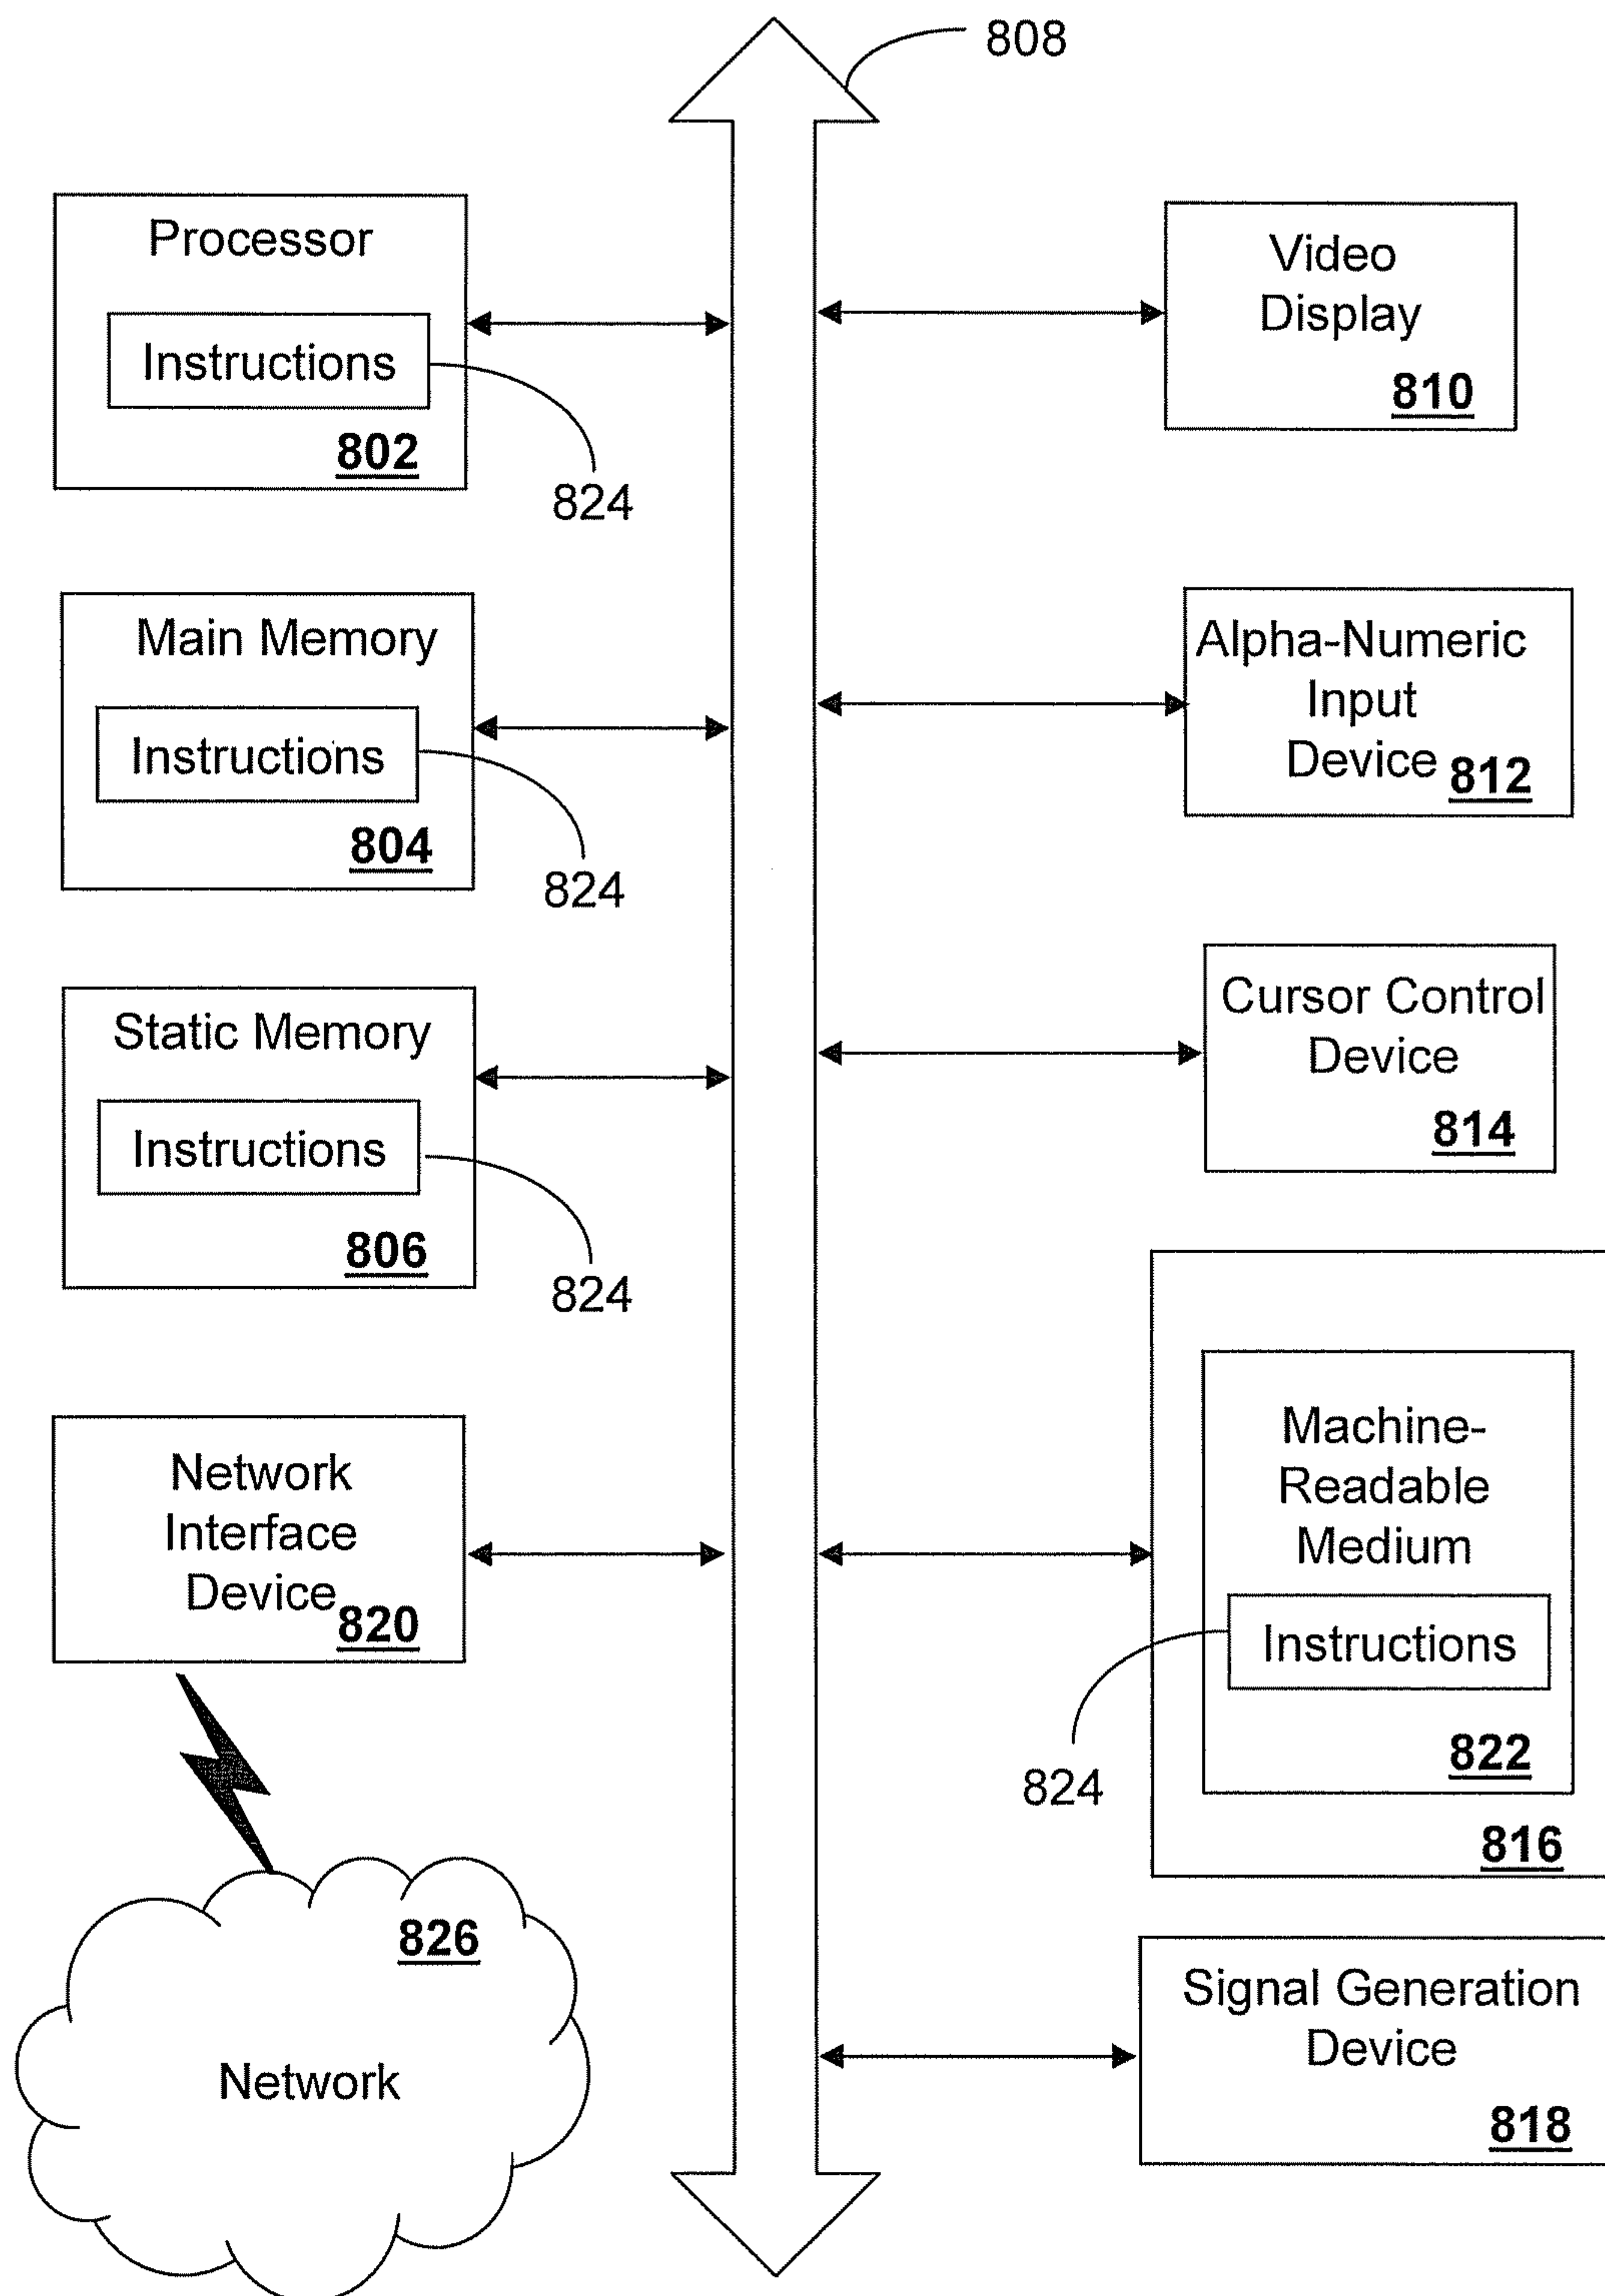 808
Processor
Instructions
802
824
Main Memory
Instructions
804
824
Static Memory
Instructions
806
824
Network
Interface
Device
820
826
Network
Video
Display
810
Alpha-Numeric
Input
Device
812
Cursor Control
Device
814
Machine-
Readable
Medium
Instructions
824
822
816
Signal Generation
Device
818